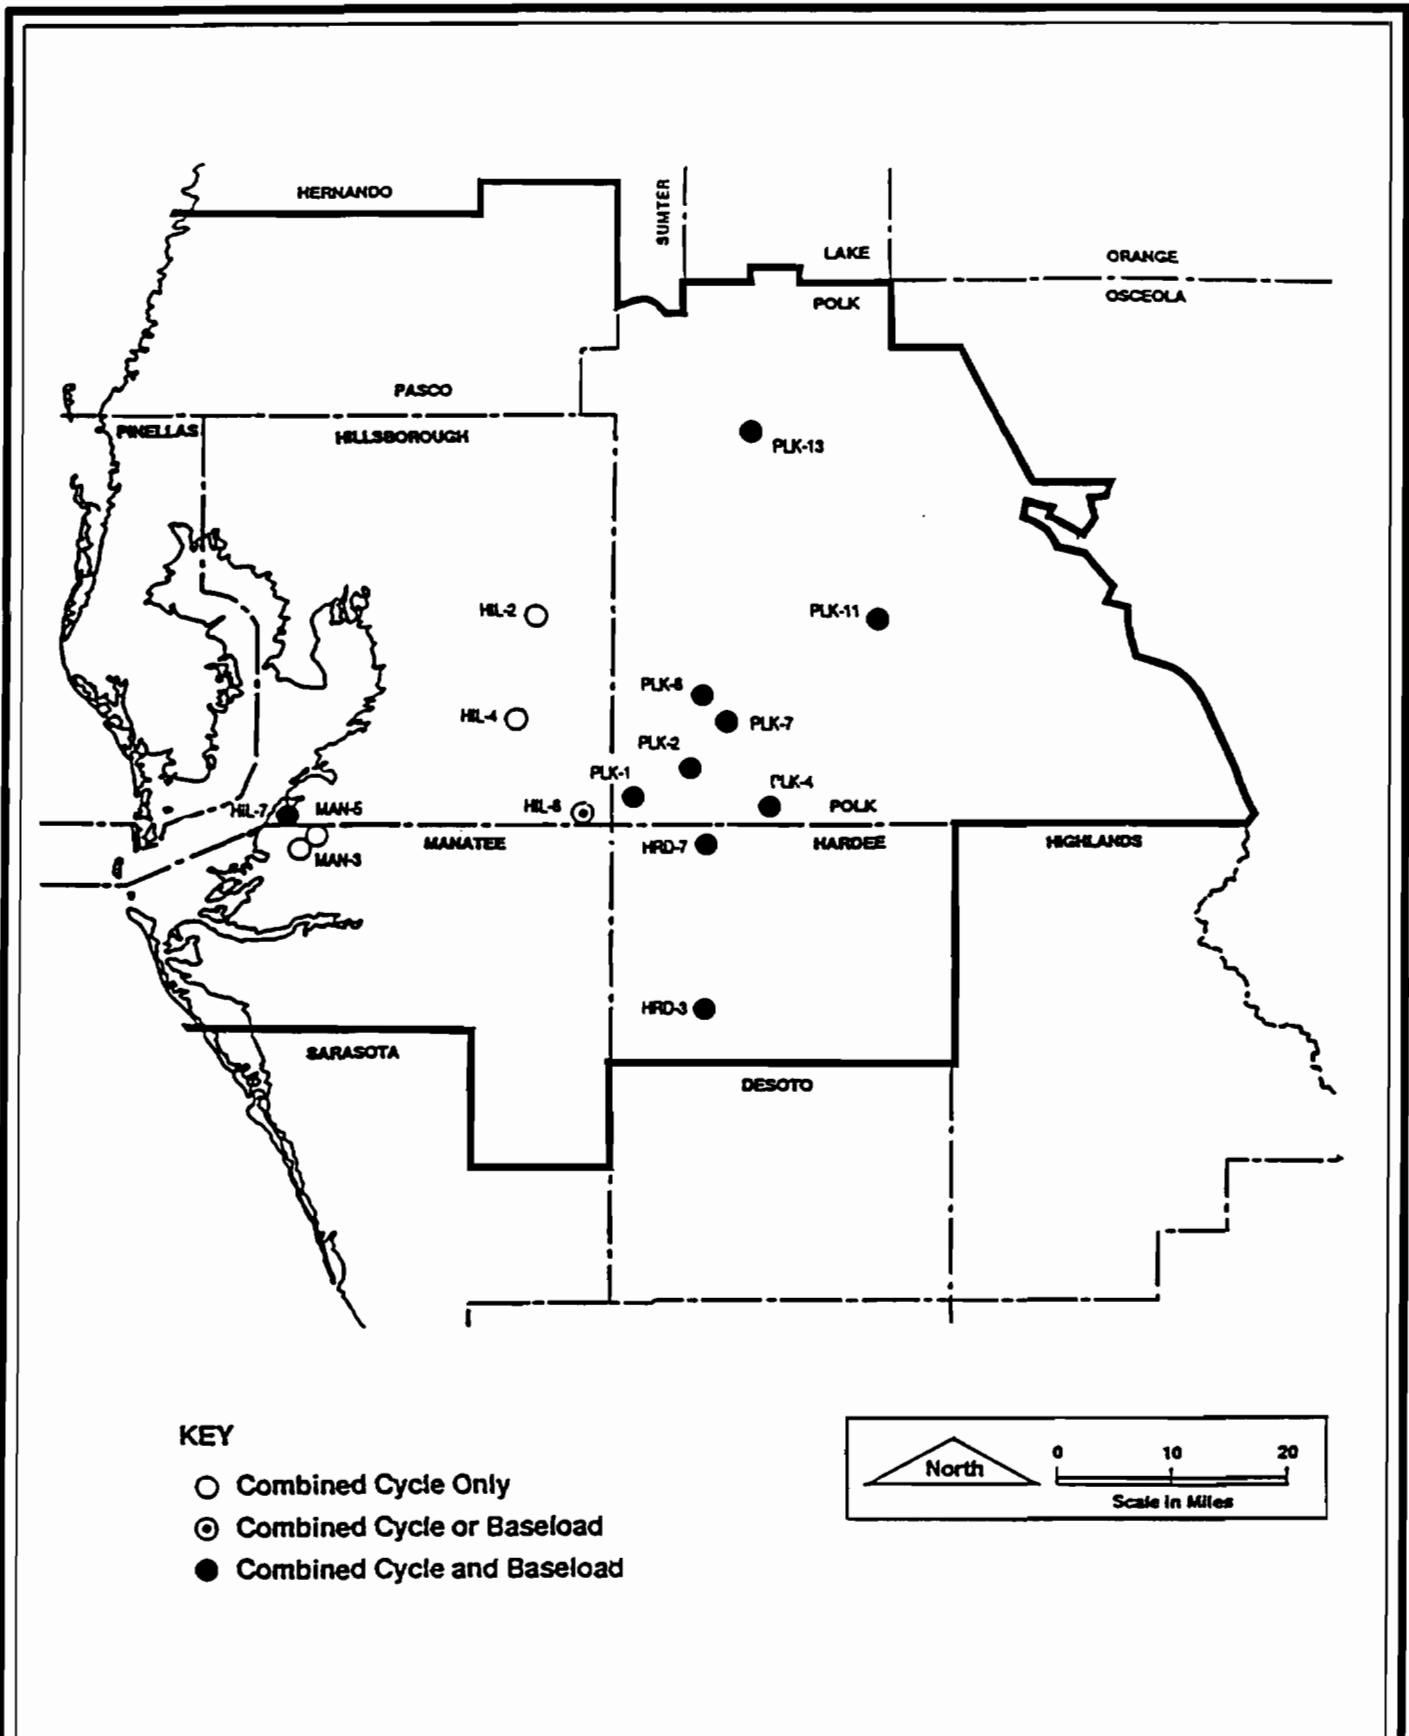 HERNANDO
SUMTER
LAKE
ORANGE
POLK
OSCEOLA
PASCO
PINELLAS
HILLSBOROUGH
PLK-13
HIL-2
PLK-11
PLK-6
HIL-4
PLK-7
PLK-2
PLK-1
PLK-4
HIL-7
MAN-5
HIL-8
POLK
MANATEE
HRD-7
HARDEE
HIGHLANDS
MAN-3
HRD-3
SARASOTA
DESOTO
KEY
Combined Cycle Only
Combined Cycle or Baseload
Combined Cycle and Baseload
North
0 10 20
Scale in Miles